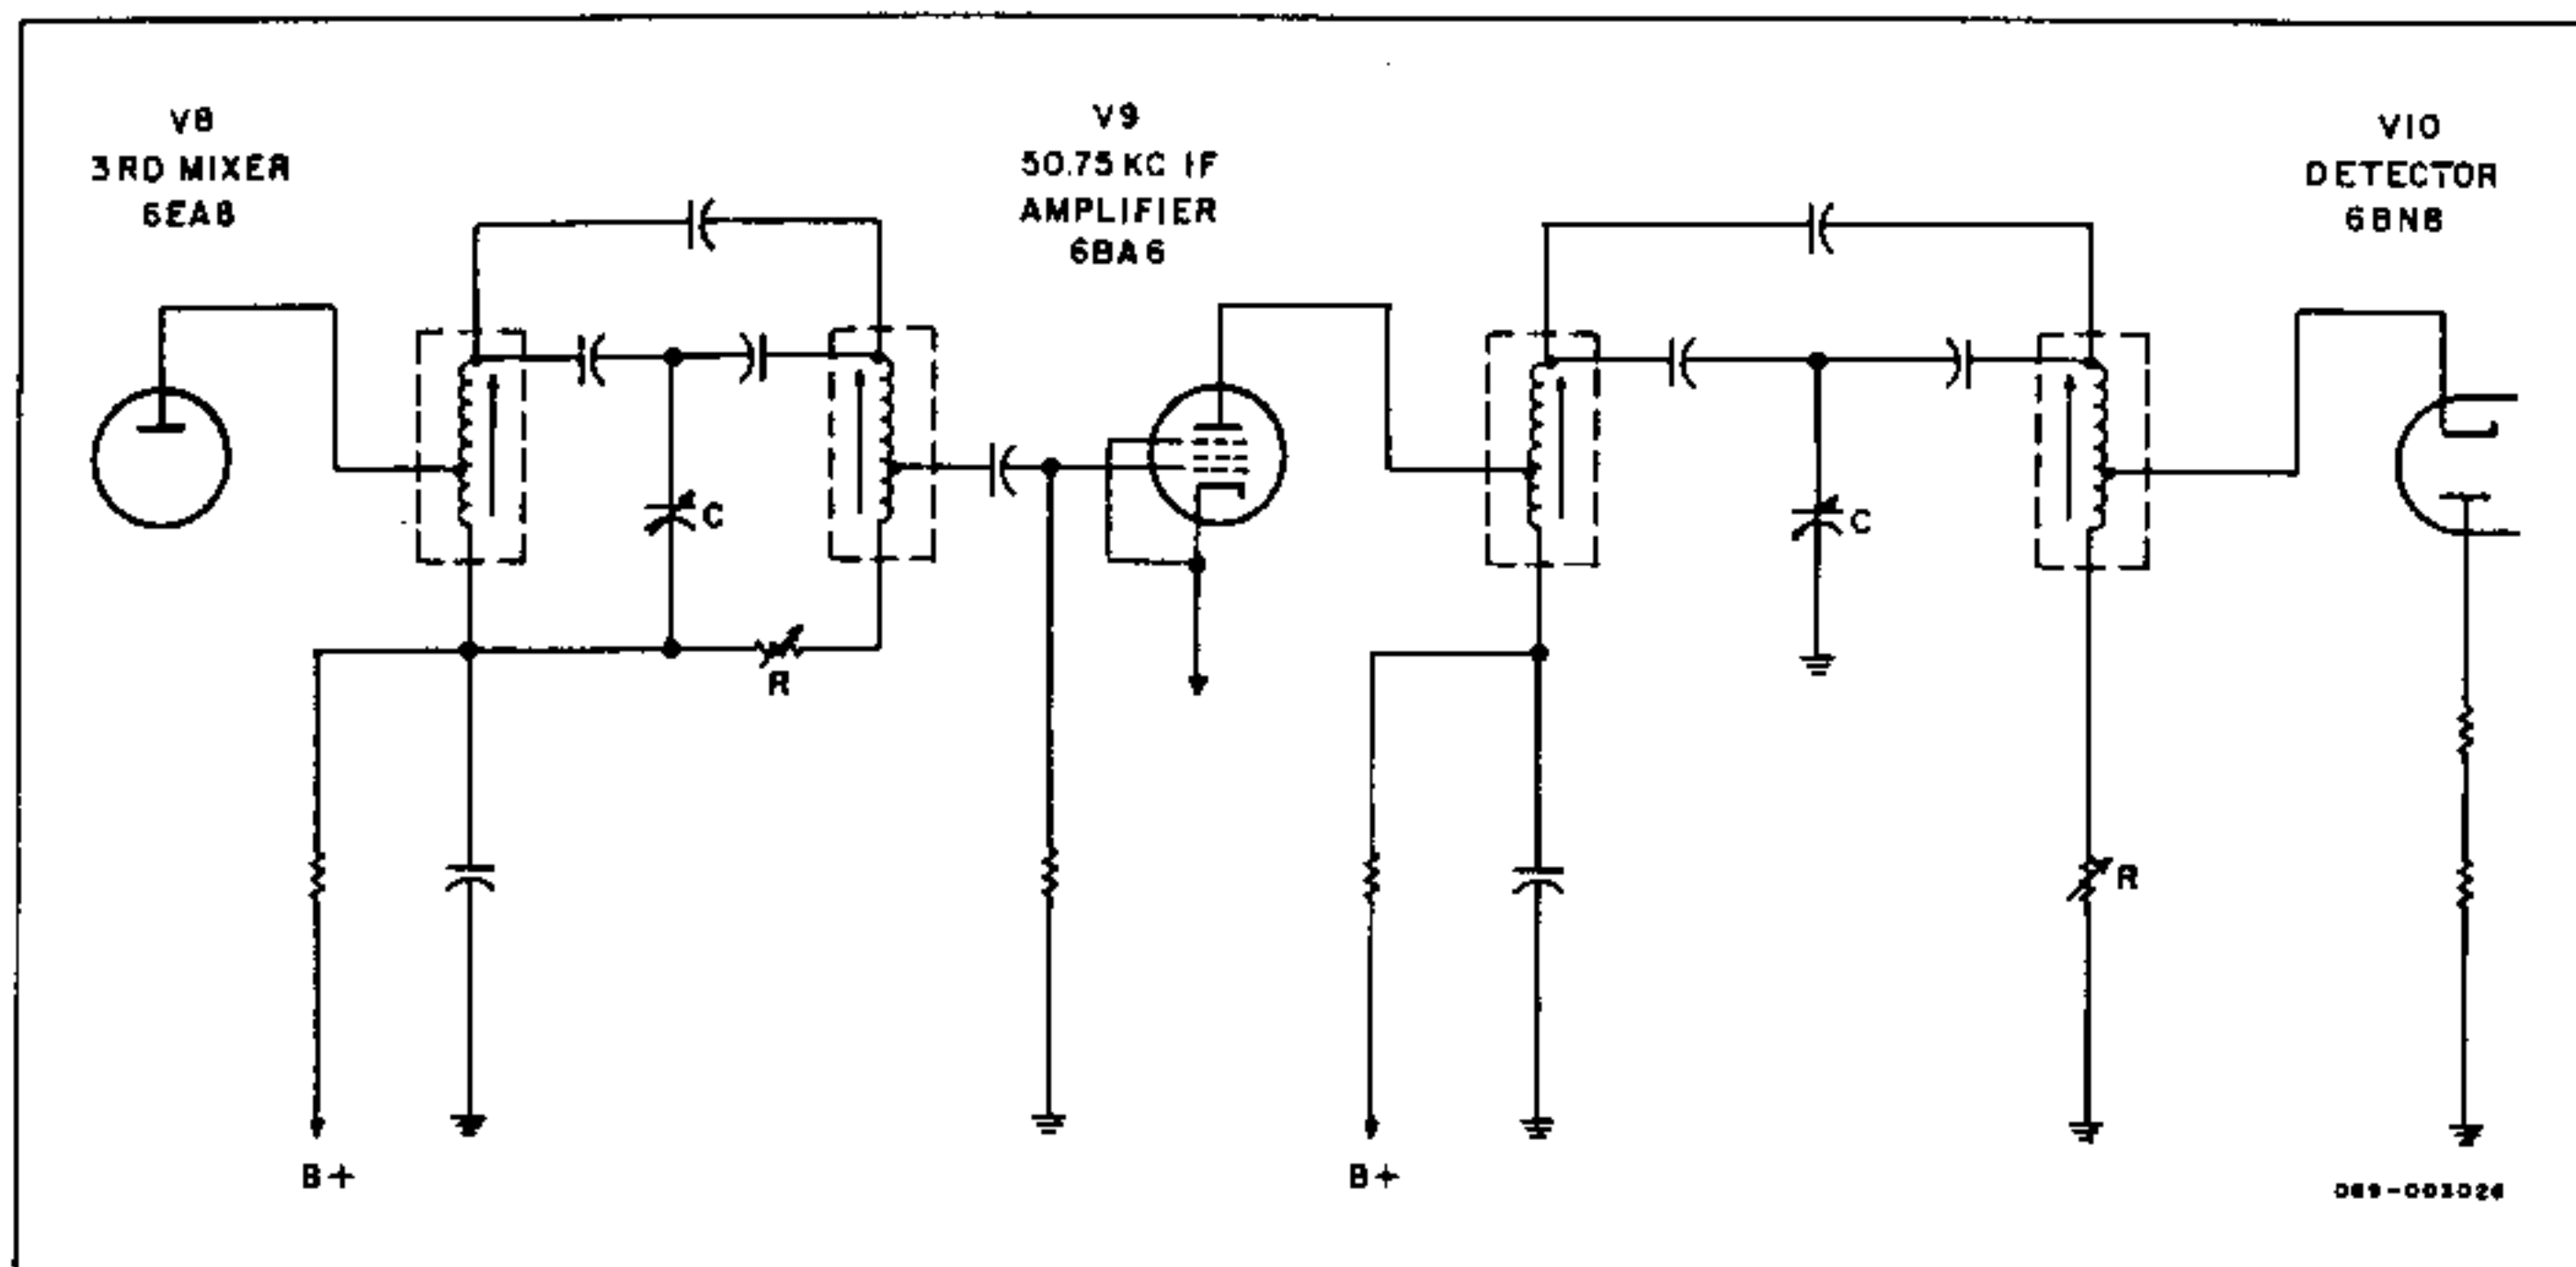 V8
3RD MIXER
6EA8
V9
50.75 KC IF
AMPLIFIER
6BA6
V10
DETECTOR
6BN8
C
R
C
R
B+
B+